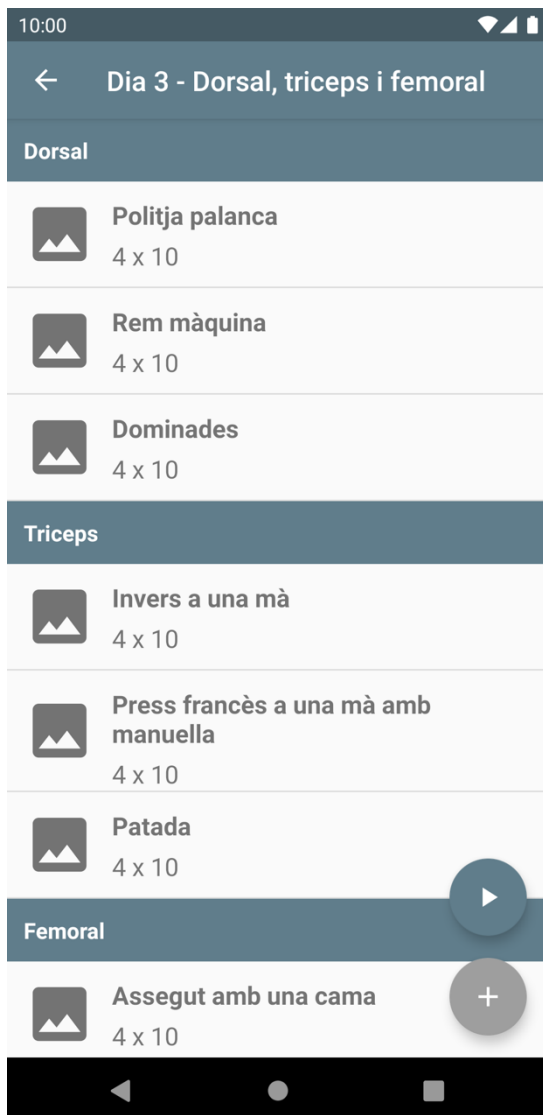 10:00
Dia 3 - Dorsal, triceps i femoral
Dorsal
Politja palanca
4 x 10
Rem màquina
4 x 10
Dominades
4 x 10
Triceps
Invers a una mà
4 x 10
Press francès a una mà amb
manuella
4 x 10
Patada
4 x 10
Femoral
Assegut amb una cama
4 x 10